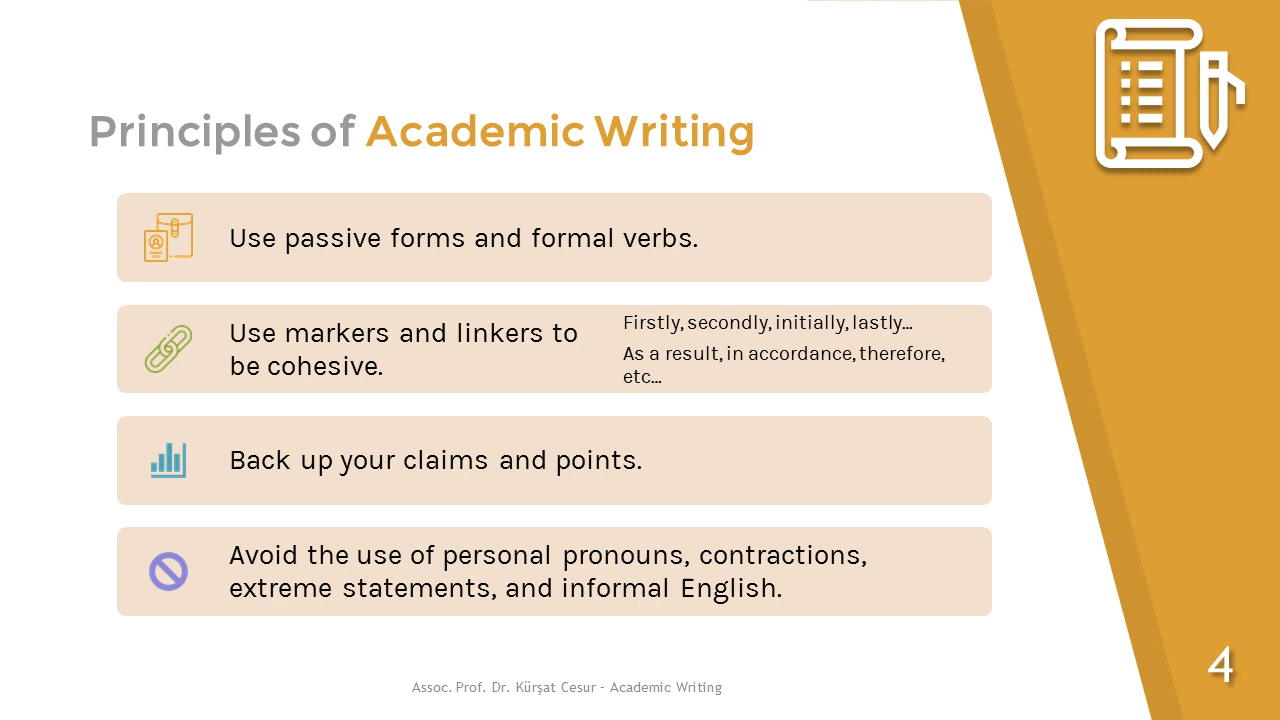 Principles of Academic Writing
Use passive forms and formal verbs.
Use markers and linkers to
be cohesive.
Firstly, secondly, initially, lastly…
As a result, in accordance, therefore,
etc…
Back up your claims and points.
Avoid the use of personal pronouns, contractions,
extreme statements, and informal English.
4
Assoc. Prof. Dr. Kürşat Cesur - Academic Writing